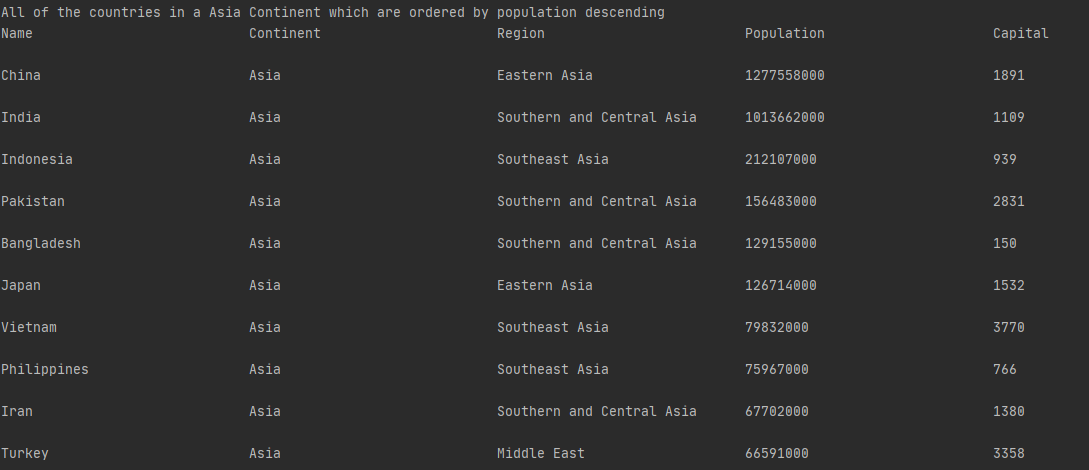 All of the countries in a Asia Continent which are ordered by population descending
Name Continent Region Population Capital
China Asia Eastern Asia 1277558000 1891
India Asia Southern and Central Asia 1013662000 1109
Indonesia Asia Southeast Asia 212107000 939
Pakistan Asia Southern and Central Asia 156483000 2831
Bangladesh Asia Southern and Central Asia 129155000 150
Japan Asia Eastern Asia 126714000 1532
Vietnam Asia Southeast Asia 79832000 3770
Philippines Asia Southeast Asia 75967000 766
Iran Asia Southern and Central Asia 67702000 1380
Turkey Asia Middle East 66591000 3358